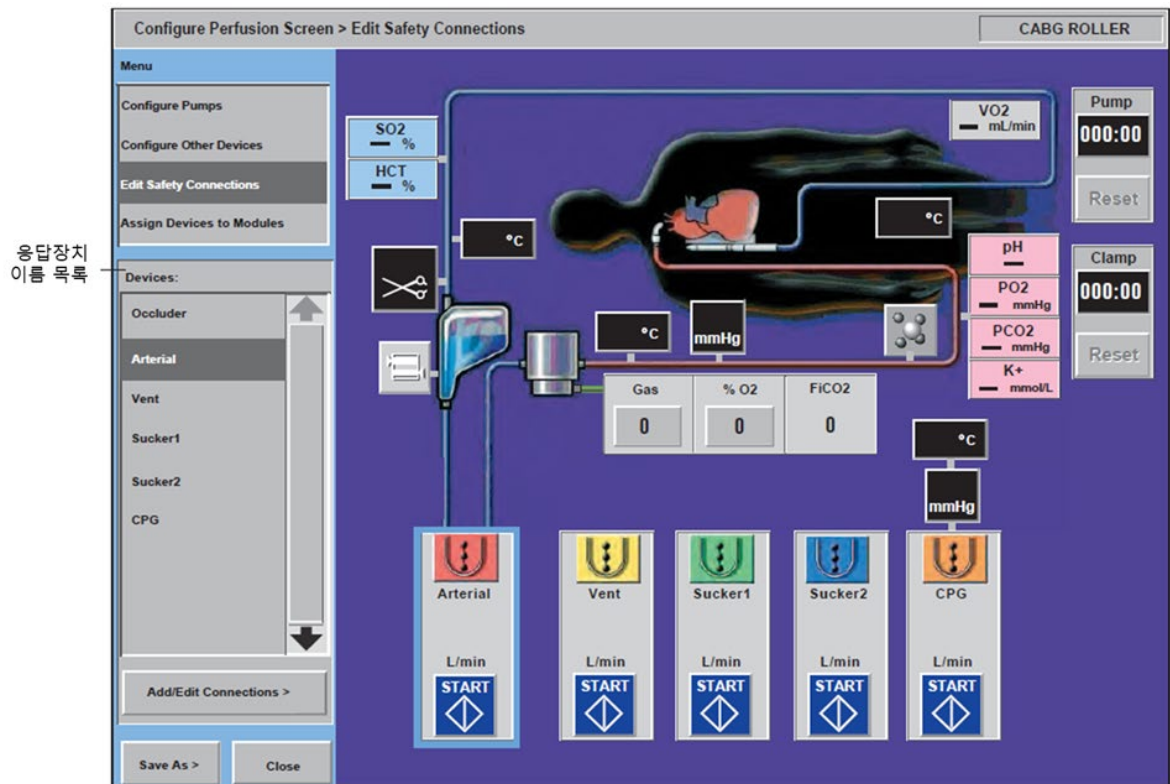 Configure Perfusion Screen > Edit Safety Connections
CABG ROLLER
Menu
Configure Pumps
Configure Other Devices
Edit Safety Connections
Assign Devices to Modules
응답장치
이름 목록
Devices:
Occluder
Arterial
Vent
Sucker1
Sucker2
CPG
Add/Edit Connections >
Save As >
Close
SO2
— %
HCT
— %
°C
VO2
— mL/min
°C
Pump
000:00
Reset
Clamp
000:00
Reset
pH
—
PO2
— mmHg
PCO2
— mmHg
K+
— mmol/L
°C
mmHg
Gas
0
% O2
0
FiCO2
0
°C
mmHg
Arterial
L/min
START
Vent
L/min
START
Sucker1
L/min
START
Sucker2
L/min
START
CPG
L/min
START